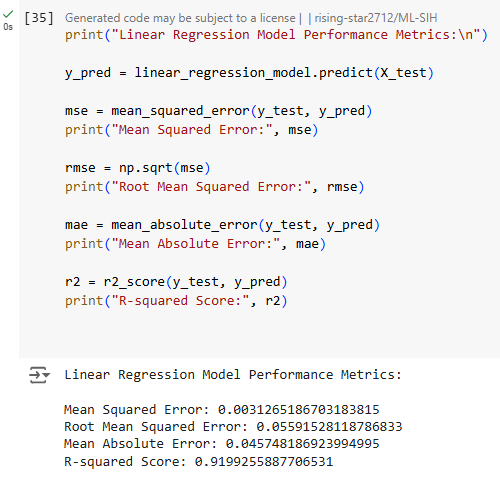 [35] Generated code may be subject to a license | | rising-star2712/ML-SIH
0s print("Linear Regression Model Performance Metrics:\n")
y_pred = linear_regression_model.predict(X_test)
mse = mean_squared_error(y_test, y_pred)
print("Mean Squared Error:", mse)
rmse = np.sqrt(mse)
print("Root Mean Squared Error:", rmse)
mae = mean_absolute_error(y_test, y_pred)
print("Mean Absolute Error:", mae)
r2 = r2_score(y_test, y_pred)
print("R-squared Score:", r2)
Linear Regression Model Performance Metrics:
Mean Squared Error: 0.0031265186703183815
Root Mean Squared Error: 0.05591528118786833
Mean Absolute Error: 0.045748186923994995
R-squared Score: 0.9199255887706531